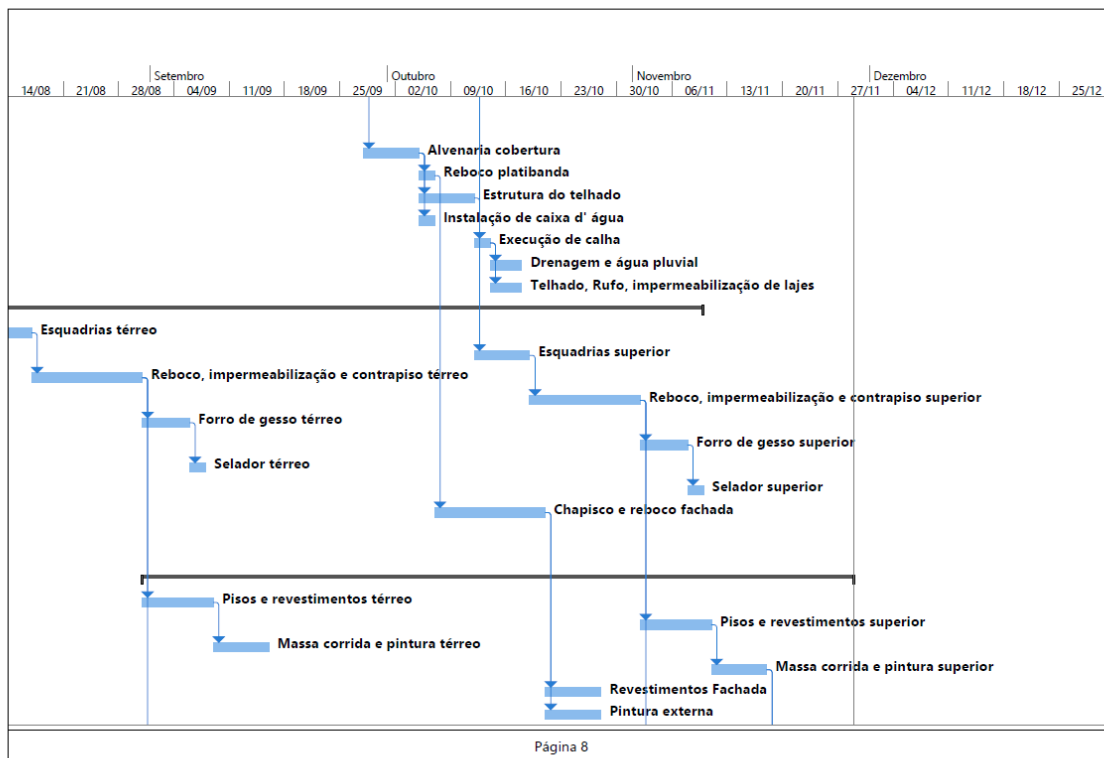 Setembro Outubro Novembro Dezembro
14/08 21/08 28/08 04/09 11/09 18/09 25/09 02/10 09/10 16/10 23/10 30/10 06/11 13/11 20/11 27/11 04/12 11/12 18/12 25/12
Alvenaria cobertura
Reboco platibanda
Estrutura do telhado
Instalação de caixa d' água
Execução de calha
Drenagem e água pluvial
Telhado, Rufo, impermeabilização de lajes
Esquadrias térreo
Esquadrias superior
Reboco, impermeabilização e contrapiso térreo
Reboco, impermeabilização e contrapiso superior
Forro de gesso térreo
Forro de gesso superior
Selador térreo
Selador superior
Chapisco e reboco fachada
Pisos e revestimentos térreo
Pisos e revestimentos superior
Massa corrida e pintura térreo
Massa corrida e pintura superior
Revestimentos Fachada
Pintura externa
Página 8